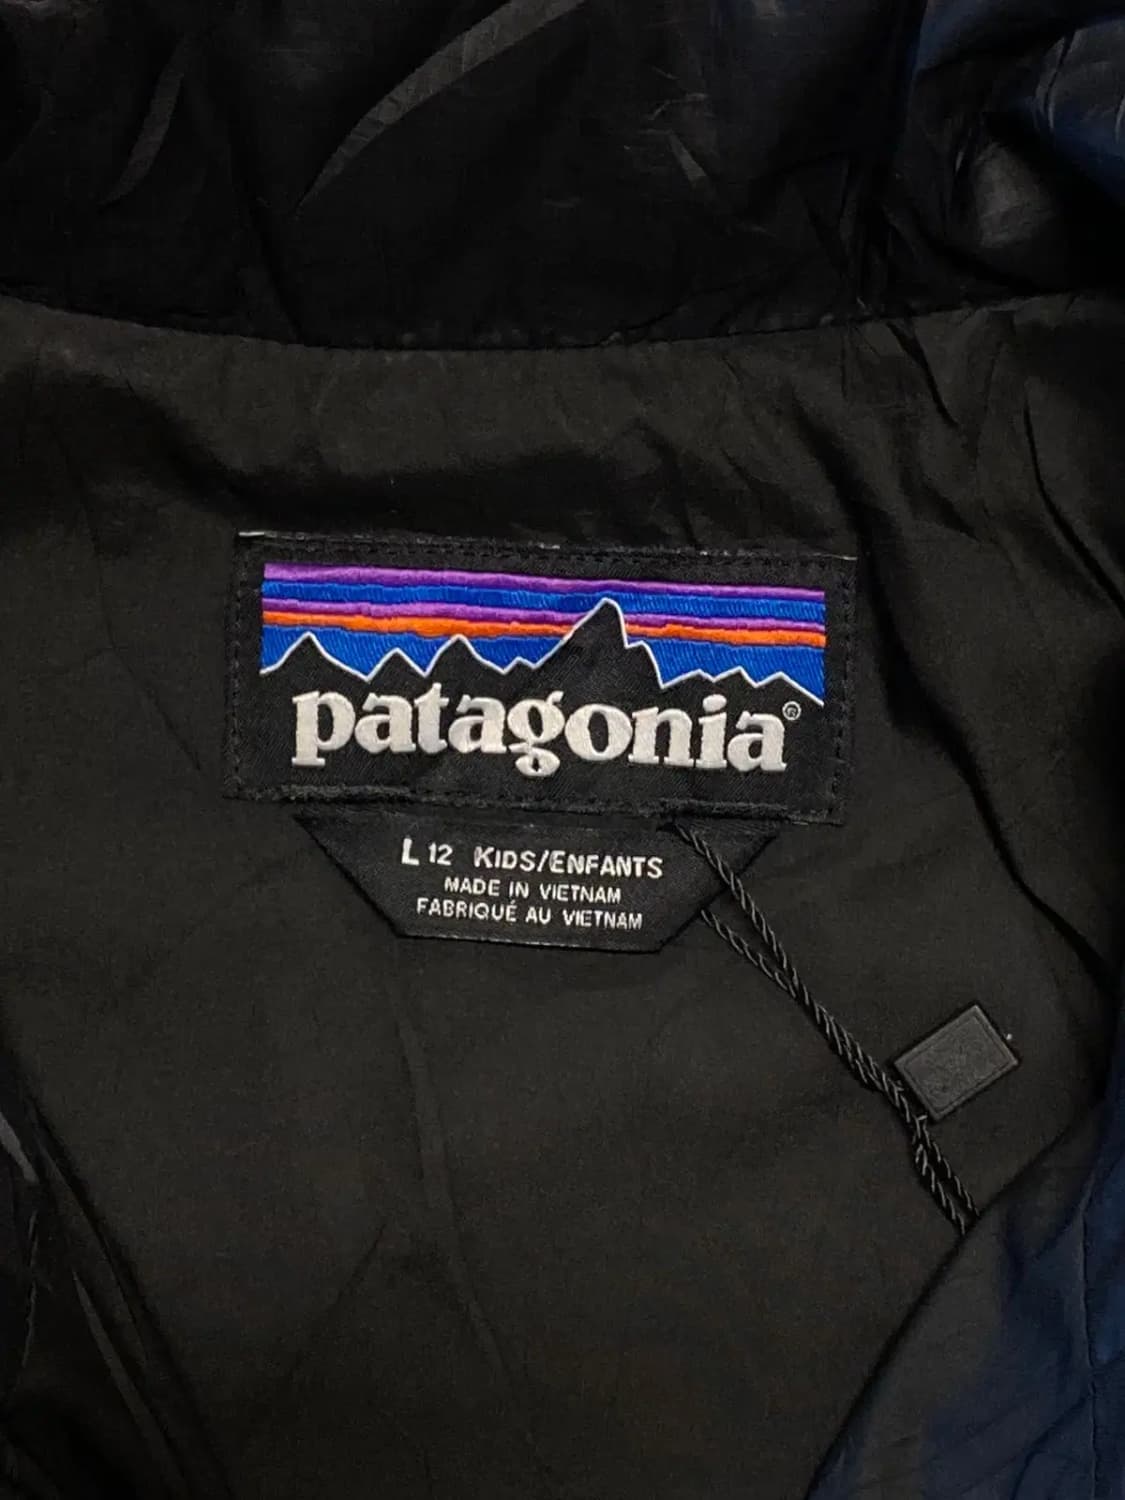 patagonia®
L 12 KIDS/ENFANTS
MADE IN VIETNAM
FABRIQUÉ AU VIETNAM